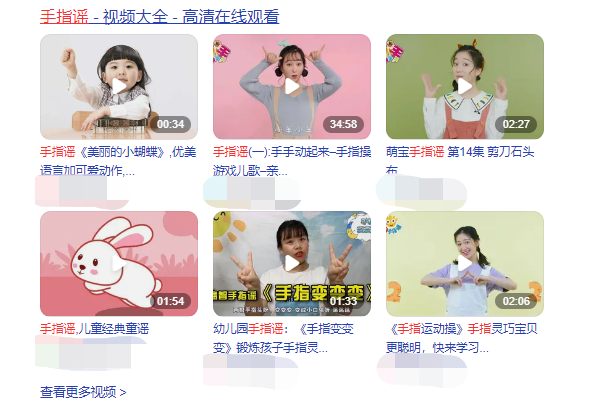 手指谣 - 视频大全 - 高清在线观看
00:34
34:58
02:27
手指谣《美丽的小蝴蝶》,优美
语言加可爱动作,...
手指谣(一):手手动起来–手指操
游戏儿歌–亲...
萌宝手指谣 第14集 剪刀石头
布
01:54
手指谣
《手指变变变》
01:33
02:06
手指谣,儿童经典童谣
幼儿园手指谣：《手指变变
变》锻炼孩子手指灵...
《手指运动操》手指灵巧宝贝
更聪明，快来学习...
查看更多视频 >